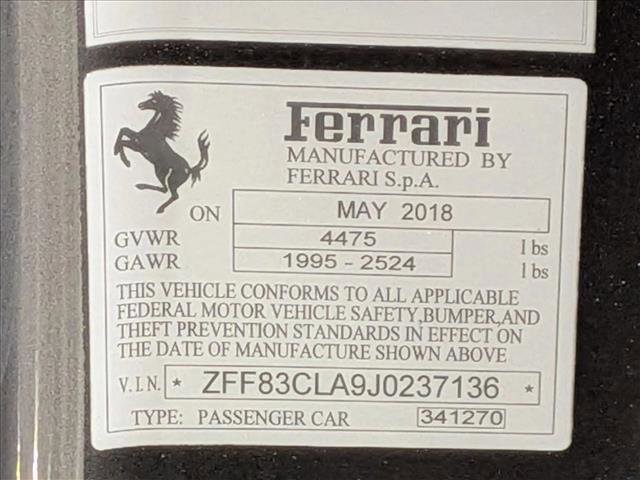 Ferrari
MANUFACTURED BY
FERRARI S.p.A.
ON MAY 2018
GVWR 4475 lbs
GAWR 1995 - 2524 lbs
THIS VEHICLE CONFORMS TO ALL APPLICABLE
FEDERAL MOTOR VEHICLE SAFETY,BUMPER,AND
THEFT PREVENTION STANDARDS IN EFFECT ON
THE DATE OF MANUFACTURE SHOWN ABOVE
V.I.N. * ZFF83CLA9J0237136 *
TYPE: PASSENGER CAR 341270